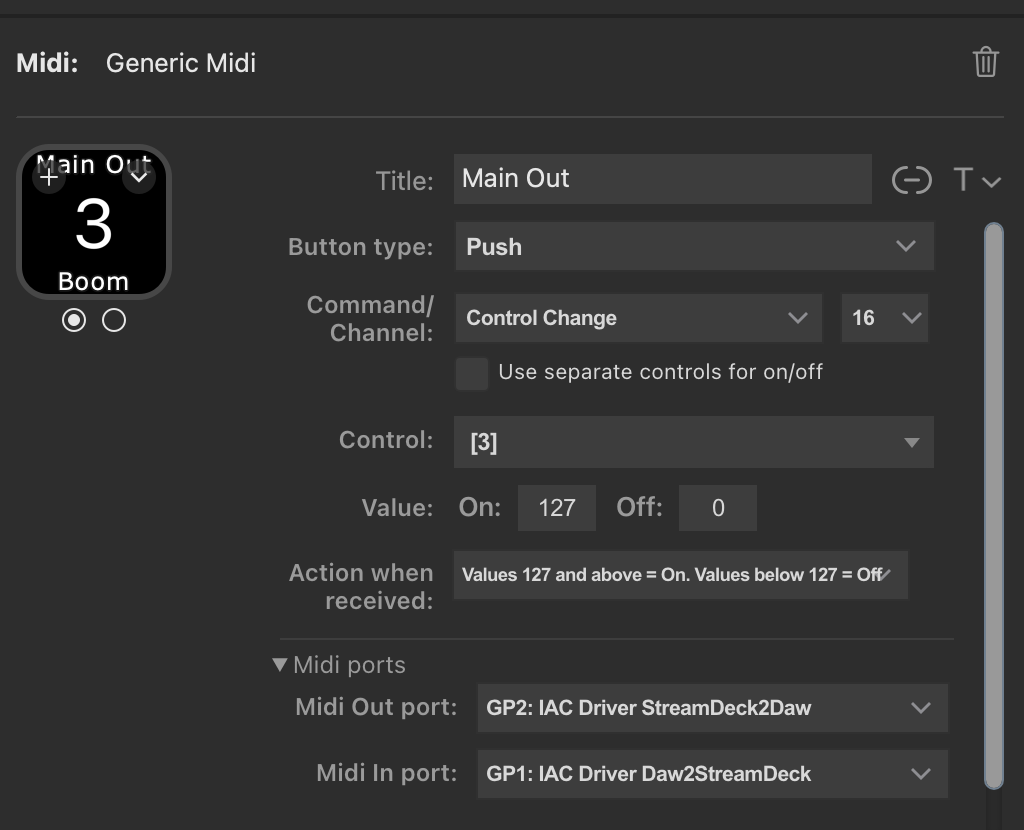 Midi: Generic Midi
Main Out
3
Boom
Title: Main Out T
Button type: Push
Command/
Channel: Control Change 16
Use separate controls for on/off
Control: [3]
Value: On: 127 Off: 0
Action when
received: Values 127 and above = On. Values below 127 = Off
Midi ports
Midi Out port: GP2: IAC Driver StreamDeck2Daw
Midi In port: GP1: IAC Driver Daw2StreamDeck